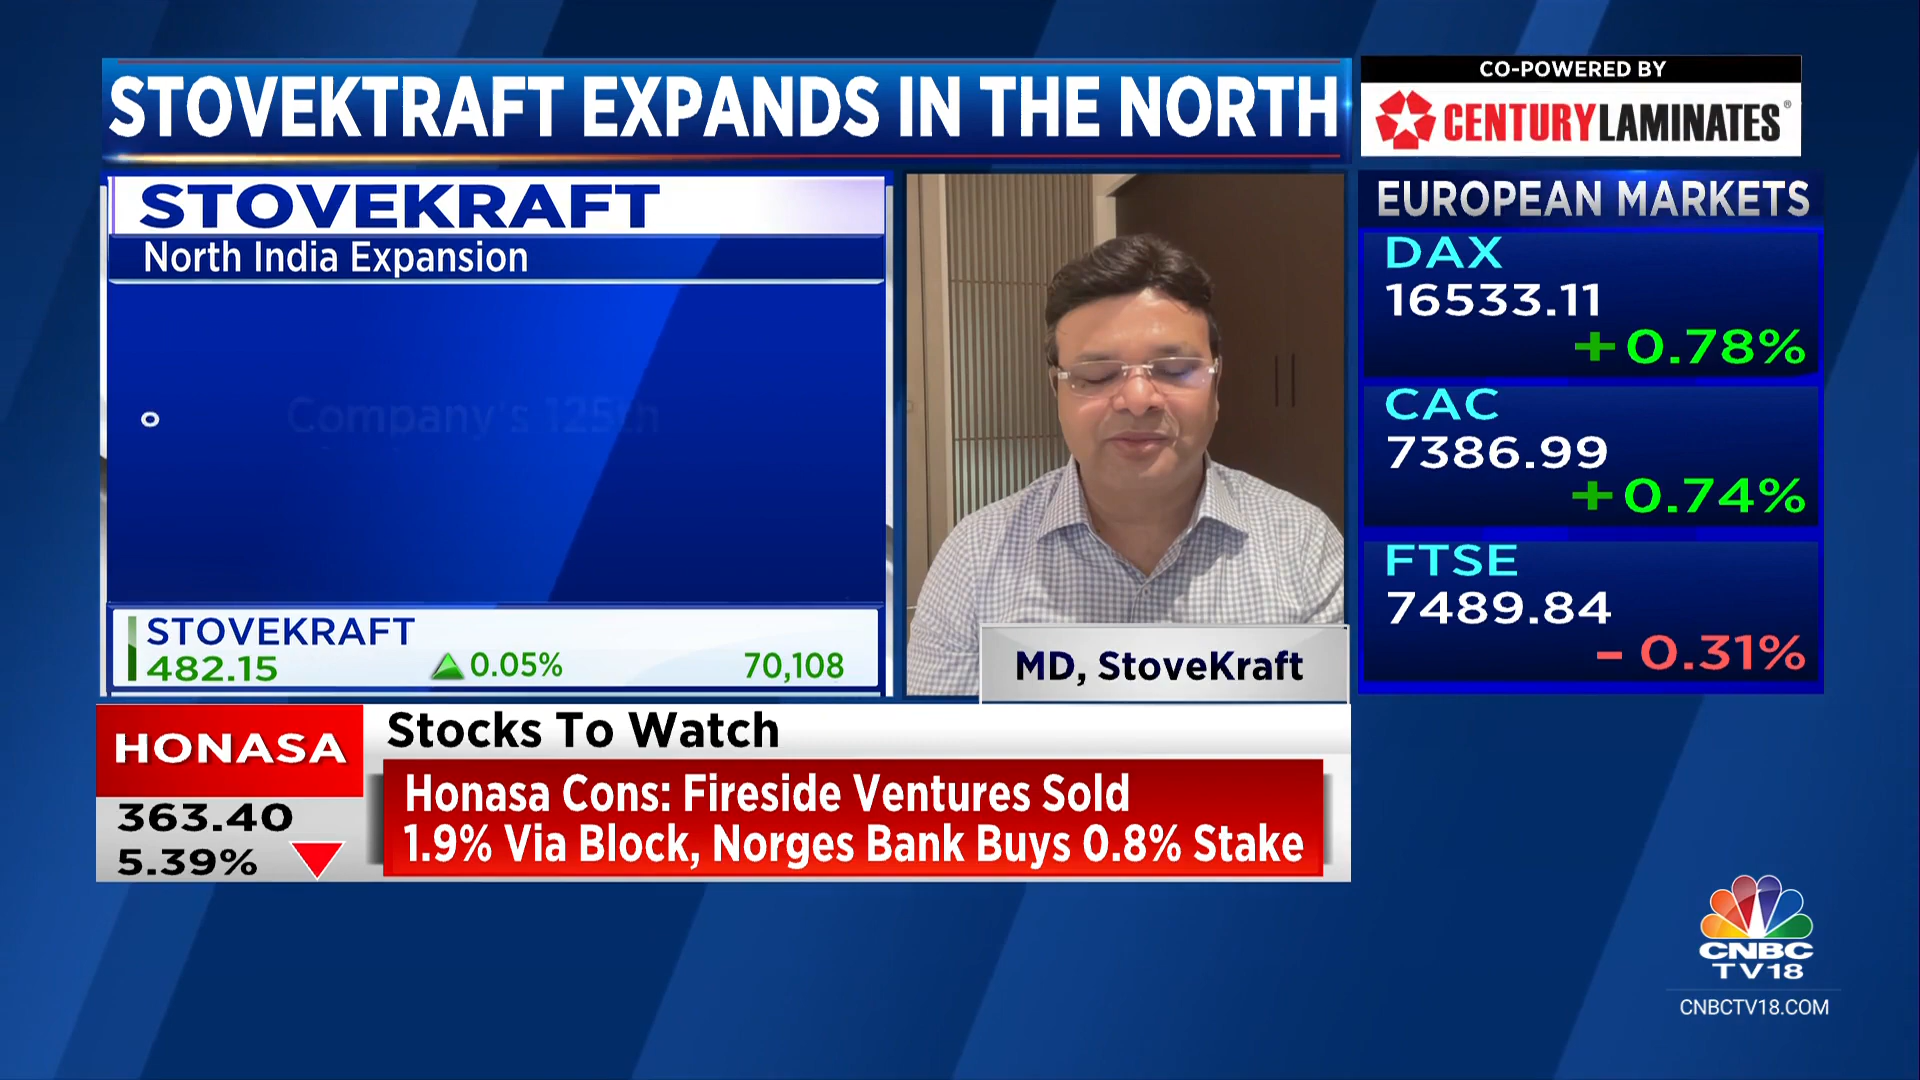 STOVEKTRAFT EXPANDS IN THE NORTH
CO-POWERED BY
CENTURYLAMINATES®
STOVEKRAFT
North India Expansion
Company's 125th
STOVEKRAFT
482.15 ▲ 0.05% 70,108
MD, StoveKraft
EUROPEAN MARKETS
DAX
16533.11
+0.78%
CAC
7386.99
+0.74%
FTSE
7489.84
-0.31%
HONASA
363.40
5.39%
Stocks To Watch
Honasa Cons: Fireside Ventures Sold
1.9% Via Block, Norges Bank Buys 0.8% Stake
CNBC
TV18
CNBCTV18.COM